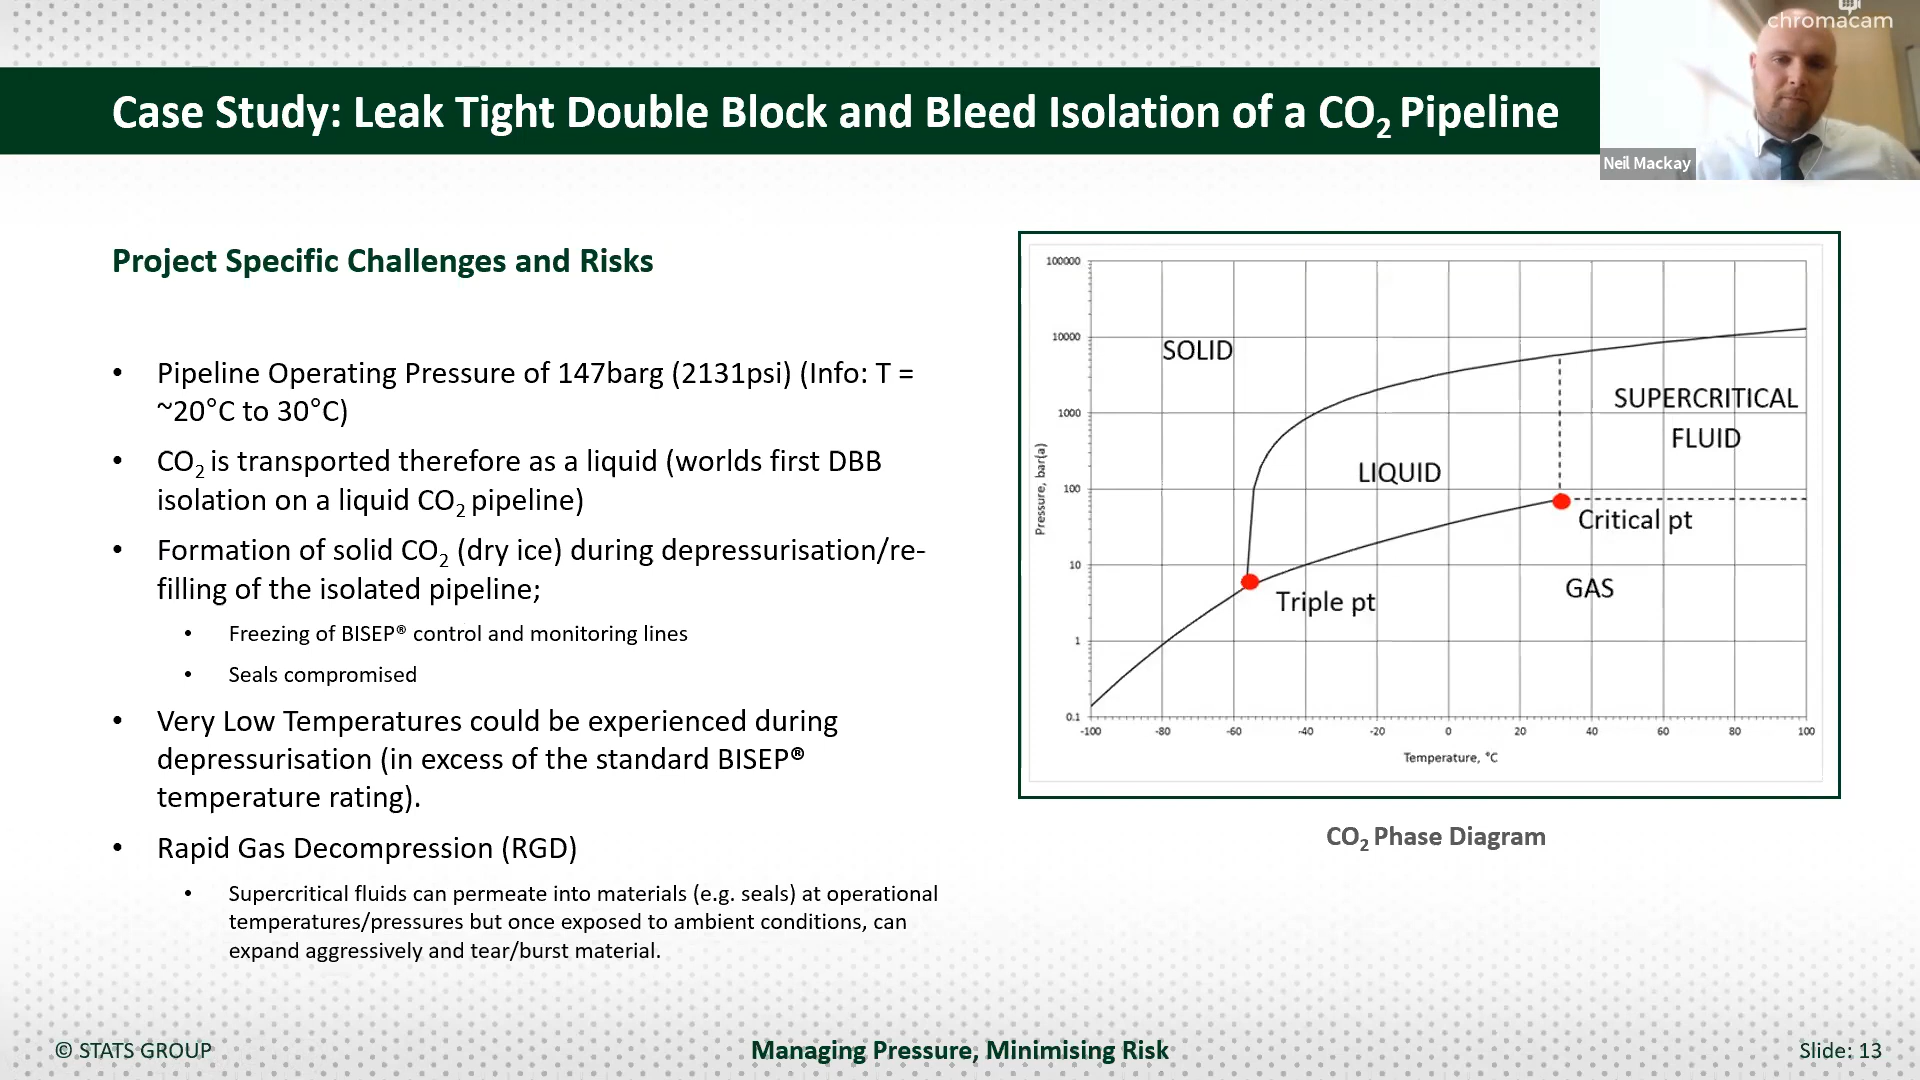 chromacam
Case Study: Leak Tight Double Block and Bleed Isolation of a CO₂ Pipeline
Neil Mackay
Project Specific Challenges and Risks
• Pipeline Operating Pressure of 147barg (2131psi) (Info: T =
~20°C to 30°C)
• CO₂ is transported therefore as a liquid (worlds first DBB
isolation on a liquid CO₂ pipeline)
• Formation of solid CO₂ (dry ice) during depressurisation/re-
filling of the isolated pipeline;
• Freezing of BISEP® control and monitoring lines
• Seals compromised
• Very Low Temperatures could be experienced during
depressurisation (in excess of the standard BISEP®
temperature rating).
• Rapid Gas Decompression (RGD)
• Supercritical fluids can permeate into materials (e.g. seals) at operational
temperatures/pressures but once exposed to ambient conditions, can
expand aggressively and tear/burst material.
100000
10000
1000
100
10
1
0.1
Pressure, bar(a)
SOLID
SUPERCRITICAL
FLUID
LIQUID
Critical pt
GAS
Triple pt
-100 -80 -60 -40 -20 0 20 40 60 80 100
Temperature, °C
CO₂ Phase Diagram
© STATS GROUP
Managing Pressure, Minimising Risk
Slide: 13